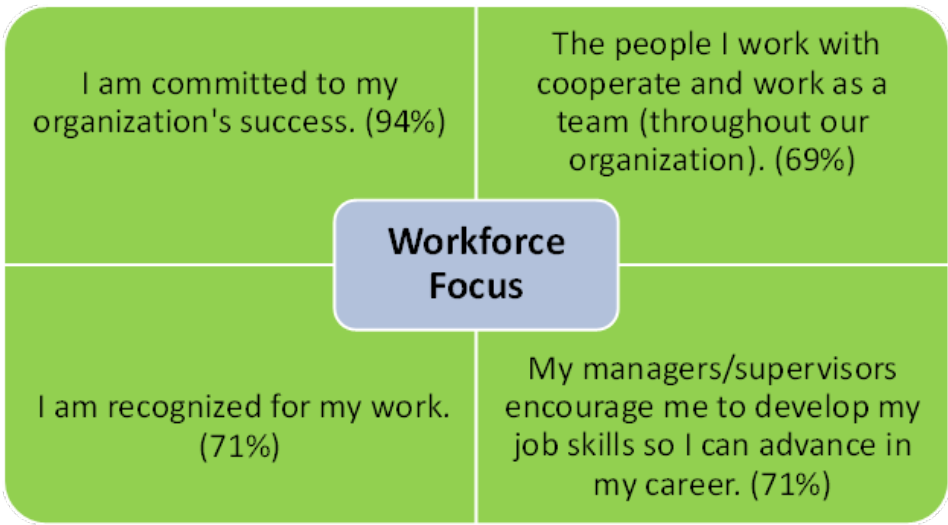 I am committed to my
organization's success. (94%)
The people I work with
cooperate and work as a
team (throughout our
organization). (69%)
Workforce
Focus
I am recognized for my work.
(71%)
My managers/supervisors
encourage me to develop my
job skills so I can advance in
my career. (71%)